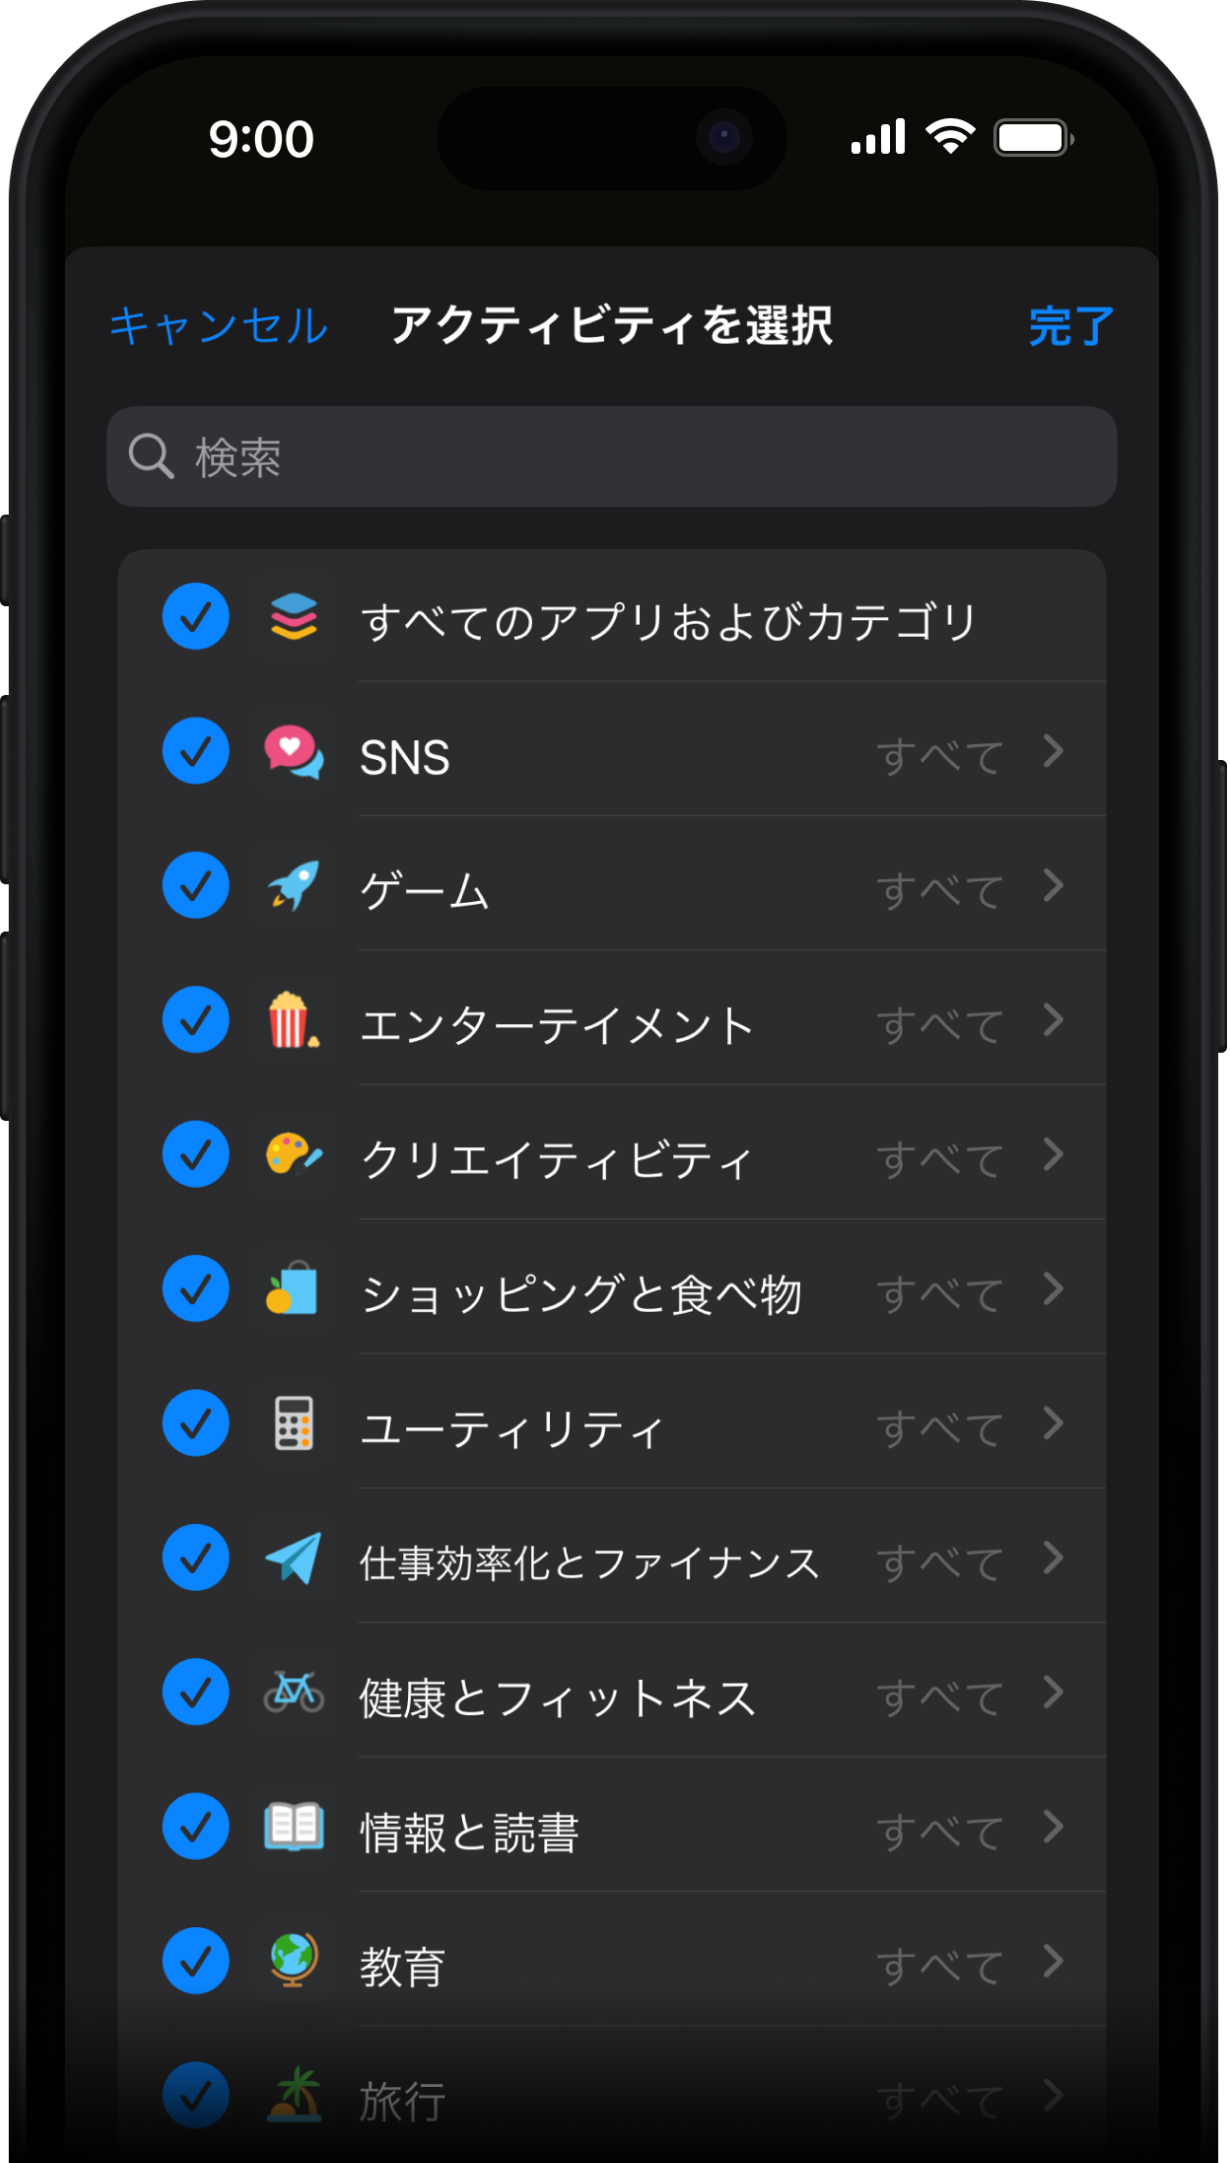 9:00
キャンセル アクティビティを選択 完了
検索
すべてのアプリおよびカテゴリ
SNS すべて
ゲーム すべて
エンターテイメント すべて
クリエイティビティ すべて
ショッピングと食べ物 すべて
ユーティリティ すべて
仕事効率化とファイナンス すべて
健康とフィットネス すべて
情報と読書 すべて
教育 すべて
旅行 すべて